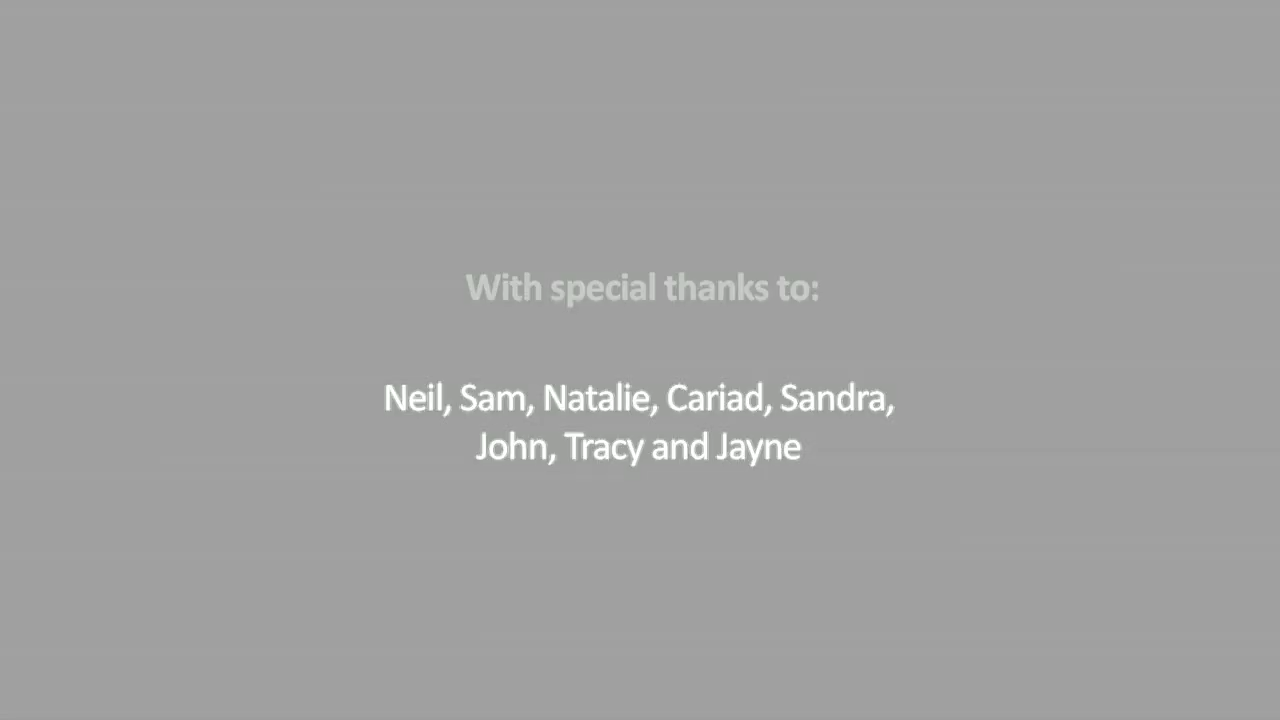 With special thanks to:
Neil, Sam, Natalie, Cariad, Sandra,
John, Tracy and Jayne